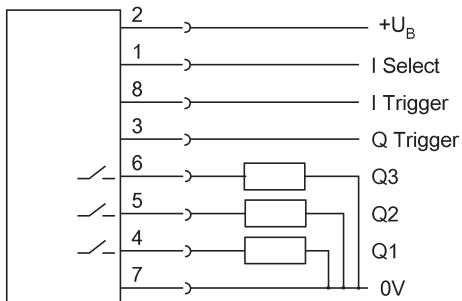 2 +U_B
1 I Select
8 I Trigger
3 Q Trigger
6 Q3
5 Q2
4 Q1
7 0V